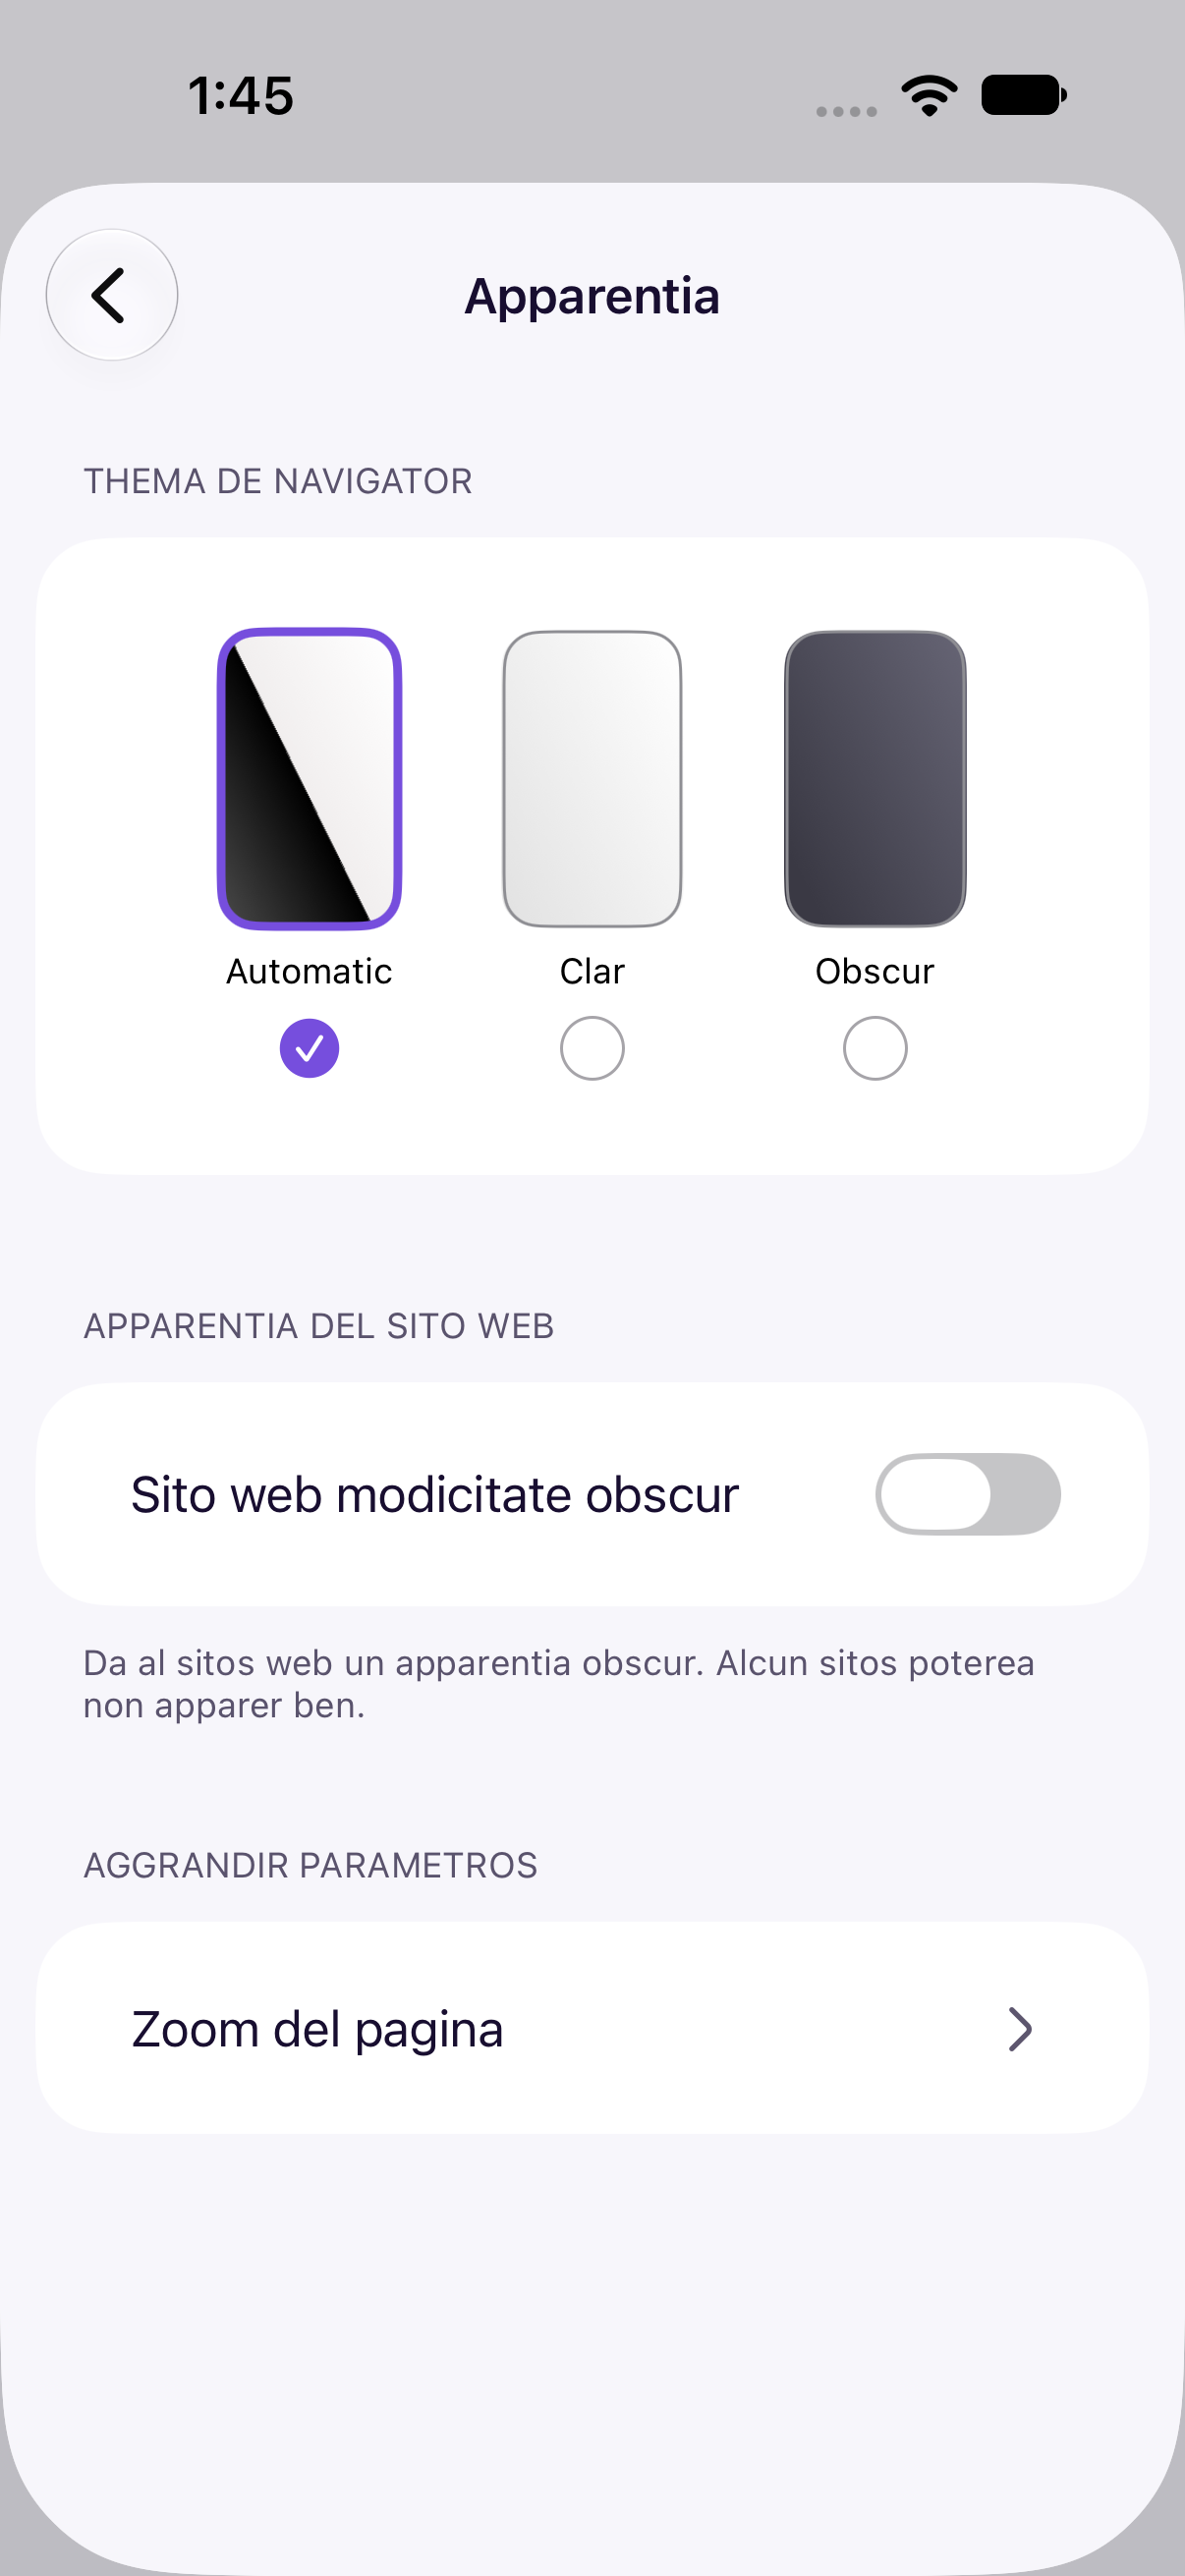 1:45
Apparentia
THEMA DE NAVIGATOR
Automatic
Clar
Obscur
APPARENTIA DEL SITO WEB
Sito web modicitate obscur
Da al sitos web un apparentia obscur. Alcun sitos poterea
non apparer ben.
AGGRANDIR PARAMETROS
Zoom del pagina